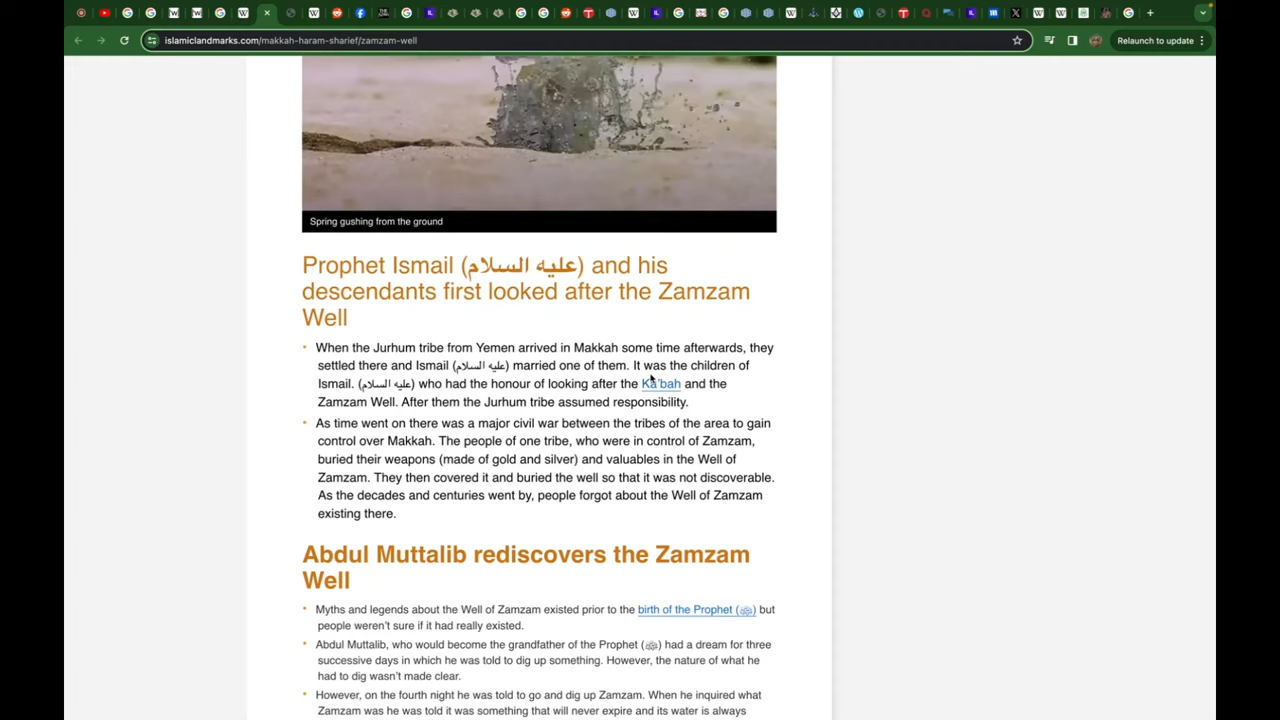 islamiclandmarks.com/makkah-haram-sharief/zamzam-well
Relaunch to update
Spring gushing from the ground
Prophet Ismail (عليه السلام) and his
descendants first looked after the Zamzam
Well
• When the Jurhum tribe from Yemen arrived in Makkah some time afterwards, they
settled there and Ismail (عليه السلام) married one of them. It was the children of
Ismail. (عليه السلام) who had the honour of looking after the Ka'bah and the
Zamzam Well. After them the Jurhum tribe assumed responsibility.
• As time went on there was a major civil war between the tribes of the area to gain
control over Makkah. The people of one tribe, who were in control of Zamzam,
buried their weapons (made of gold and silver) and valuables in the Well of
Zamzam. They then covered it and buried the well so that it was not discoverable.
As the decades and centuries went by, people forgot about the Well of Zamzam
existing there.
Abdul Muttalib rediscovers the Zamzam
Well
• Myths and legends about the Well of Zamzam existed prior to the birth of the Prophet (ﷺ) but
people weren't sure if it had really existed.
• Abdul Muttalib, who would become the grandfather of the Prophet (ﷺ) had a dream for three
successive days in which he was told to dig up something. However, the nature of what he
had to dig wasn't made clear.
• However, on the fourth night he was told to go and dig up Zamzam. When he inquired what
Zamzam was he was told it was something that will never expire and its water is always